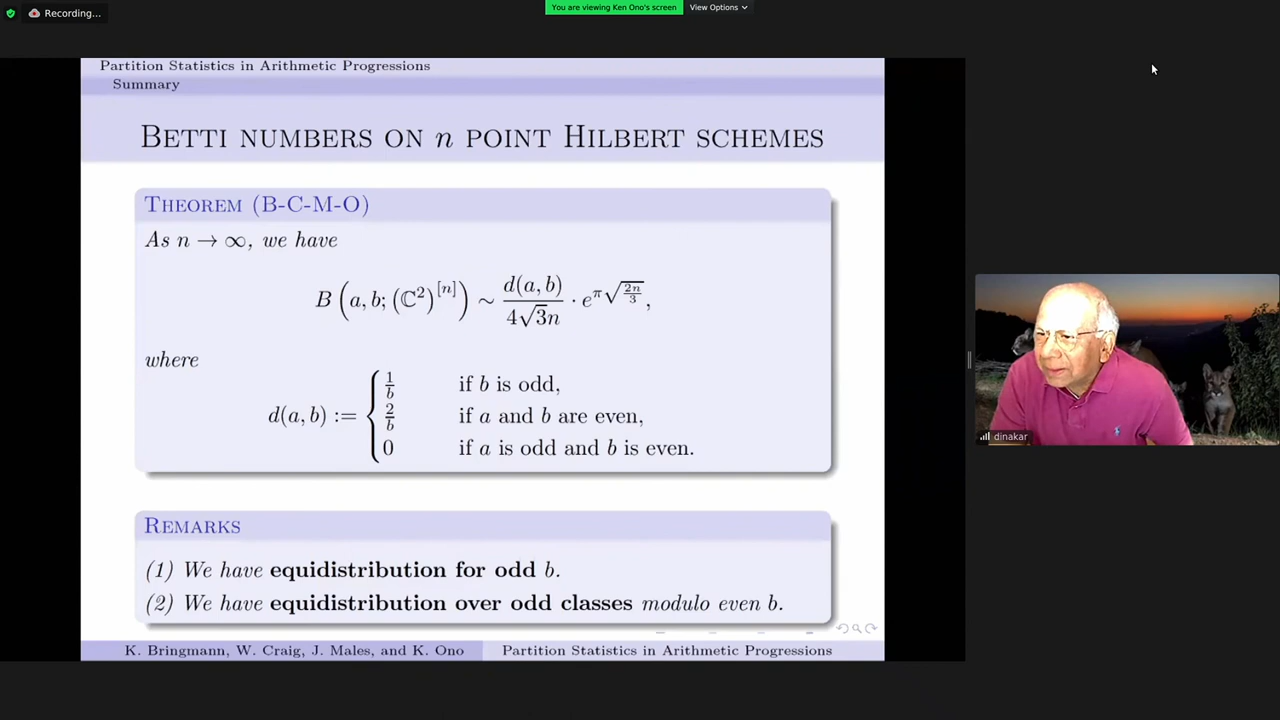 Recording...
You are viewing Ken Ono's screen
View Options
Partition Statistics in Arithmetic Progressions
Summary
Betti numbers on n point Hilbert schemes
Theorem (B-C-M-O)
As n → ∞, we have
B(a, b; (ℂ²)^[n]) ∼ d(a, b)/(4√3n) · e^(π√(2n/3)),
where
d(a, b) := { 1/b if b is odd,
2/b if a and b are even,
0 if a is odd and b is even.
Remarks
(1) We have equidistribution for odd b.
(2) We have equidistribution over odd classes modulo even b.
K. Bringmann, W. Craig, J. Males, and K. Ono
Partition Statistics in Arithmetic Progressions
dinakar